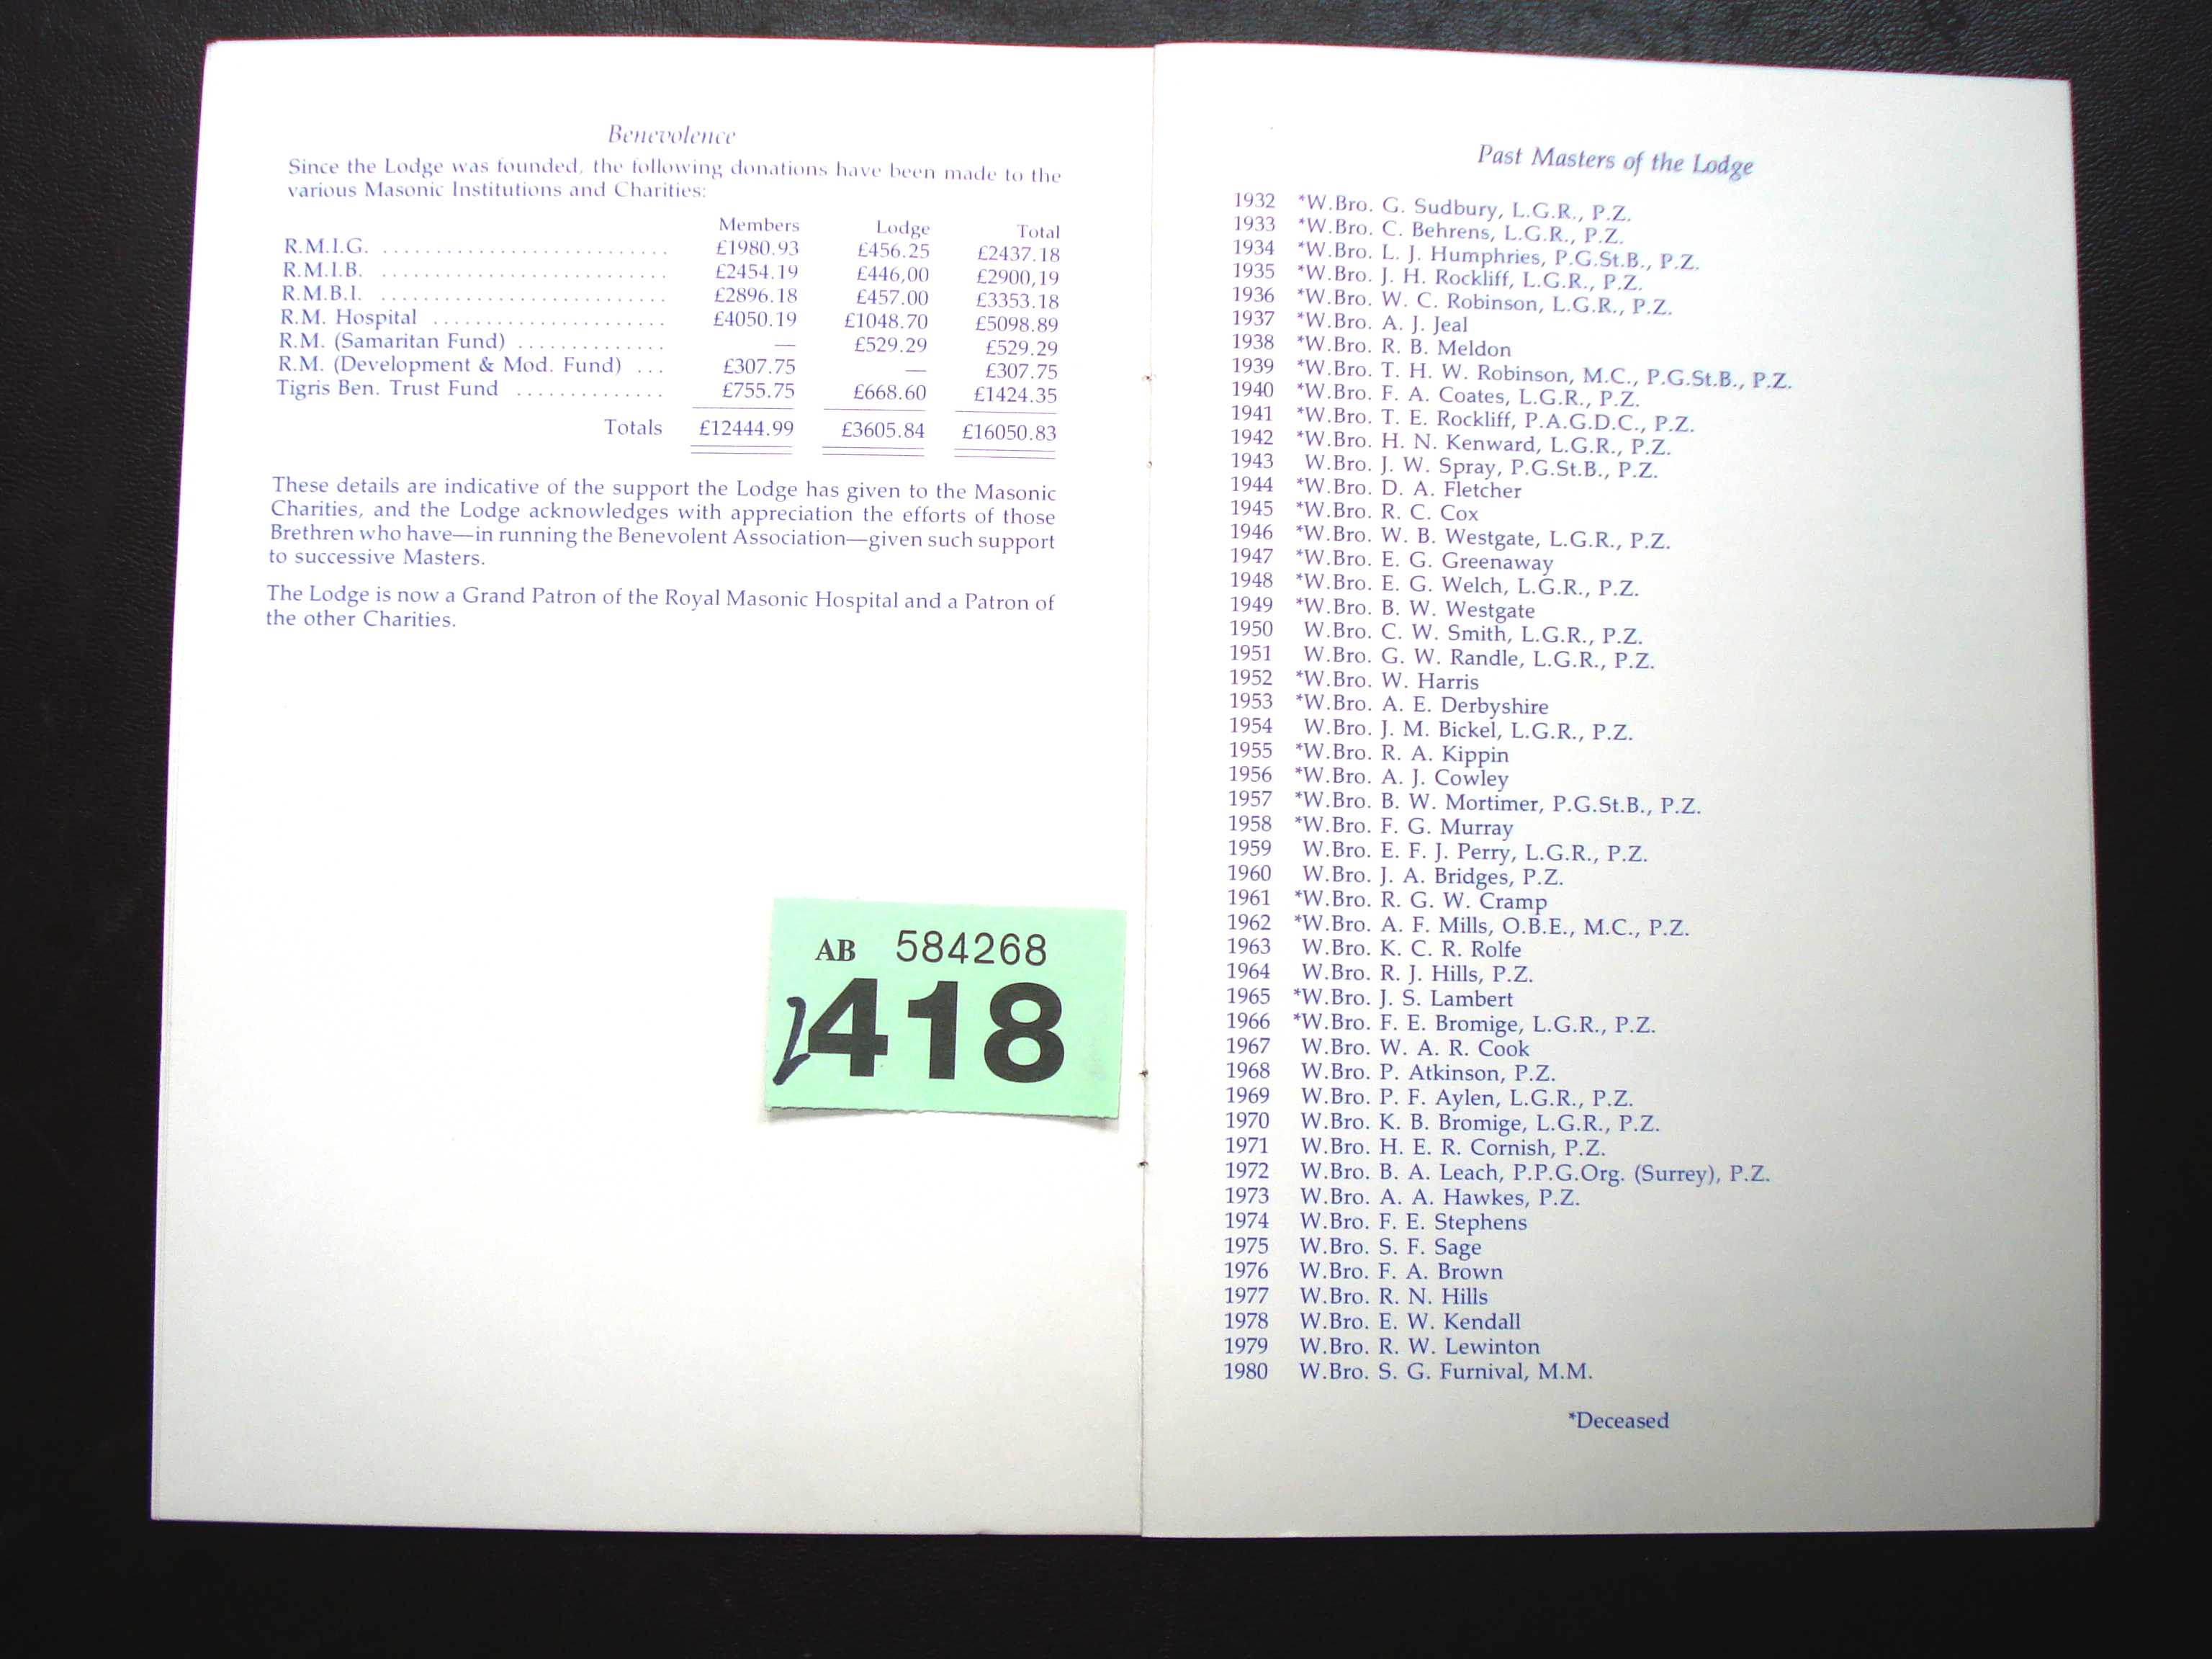 Benevolence
Since the Lodge was founded, the following donations have been made to the
various Masonic Institutions and Charities:
Members Lodge Total
R.M.I.G. .......................... £1980.93 £456.25 £2437.18
R.M.I.B. .......................... £2454.19 £446,00 £2900,19
R.M.B.I. .......................... £2896.18 £457.00 £3353.18
R.M. Hospital ..................... £4050.19 £1048.70 £5098.89
R.M. (Samaritan Fund) .............. — £529.29 £529.29
R.M. (Development & Mod. Fund) ... £307.75 — £307.75
Tigris Ben. Trust Fund .............. £755.75 £668.60 £1424.35
Totals £12444.99 £3605.84 £16050.83
These details are indicative of the support the Lodge has given to the Masonic
Charities, and the Lodge acknowledges with appreciation the efforts of those
Brethren who have—in running the Benevolent Association—given such support
to successive Masters.
The Lodge is now a Grand Patron of the Royal Masonic Hospital and a Patron of
the other Charities.
AB 584268
L418
Past Masters of the Lodge
1932 *W.Bro. G. Sudbury, L.G.R., P.Z.
1933 *W.Bro. C. Behrens, L.G.R., P.Z.
1934 *W.Bro. L. J. Humphries, P.G.St.B., P.Z.
1935 *W.Bro. J. H. Rockliff, L.G.R., P.Z.
1936 *W.Bro. W. C. Robinson, L.G.R., P.Z.
1937 *W.Bro. A. J. Jeal
1938 *W.Bro. R. B. Meldon
1939 *W.Bro. T. H. W. Robinson, M.C., P.G.St.B., P.Z.
1940 *W.Bro. F. A. Coates, L.G.R., P.Z.
1941 *W.Bro. T. E. Rockliff, P.A.G.D.C., P.Z.
1942 *W.Bro. H. N. Kenward, L.G.R., P.Z.
1943 W.Bro. J. W. Spray, P.G.St.B., P.Z.
1944 *W.Bro. D. A. Fletcher
1945 *W.Bro. R. C. Cox
1946 *W.Bro. W. B. Westgate, L.G.R., P.Z.
1947 *W.Bro. E. G. Greenaway
1948 *W.Bro. E. G. Welch, L.G.R., P.Z.
1949 *W.Bro. B. W. Westgate
1950 W.Bro. C. W. Smith, L.G.R., P.Z.
1951 W.Bro. G. W. Randle, L.G.R., P.Z.
1952 *W.Bro. W. Harris
1953 *W.Bro. A. E. Derbyshire
1954 W.Bro. J. M. Bickel, L.G.R., P.Z.
1955 *W.Bro. R. A. Kippin
1956 *W.Bro. A. J. Cowley
1957 *W.Bro. B. W. Mortimer, P.G.St.B., P.Z.
1958 *W.Bro. F. G. Murray
1959 W.Bro. E. F. J. Perry, L.G.R., P.Z.
1960 W.Bro. J. A. Bridges, P.Z.
1961 *W.Bro. R. G. W. Cramp
1962 *W.Bro. A. F. Mills, O.B.E., M.C., P.Z.
1963 W.Bro. K. C. R. Rolfe
1964 W.Bro. R. J. Hills, P.Z.
1965 *W.Bro. J. S. Lambert
1966 *W.Bro. F. E. Bromige, L.G.R., P.Z.
1967 W.Bro. W. A. R. Cook
1968 W.Bro. P. Atkinson, P.Z.
1969 W.Bro. P. F. Aylen, L.G.R., P.Z.
1970 W.Bro. K. B. Bromige, L.G.R., P.Z.
1971 W.Bro. H. E. R. Cornish, P.Z.
1972 W.Bro. B. A. Leach, P.P.G.Org. (Surrey), P.Z.
1973 W.Bro. A. A. Hawkes, P.Z.
1974 W.Bro. F. E. Stephens
1975 W.Bro. S. F. Sage
1976 W.Bro. F. A. Brown
1977 W.Bro. R. N. Hills
1978 W.Bro. E. W. Kendall
1979 W.Bro. R. W. Lewinton
1980 W.Bro. S. G. Furnival, M.M.
*Deceased